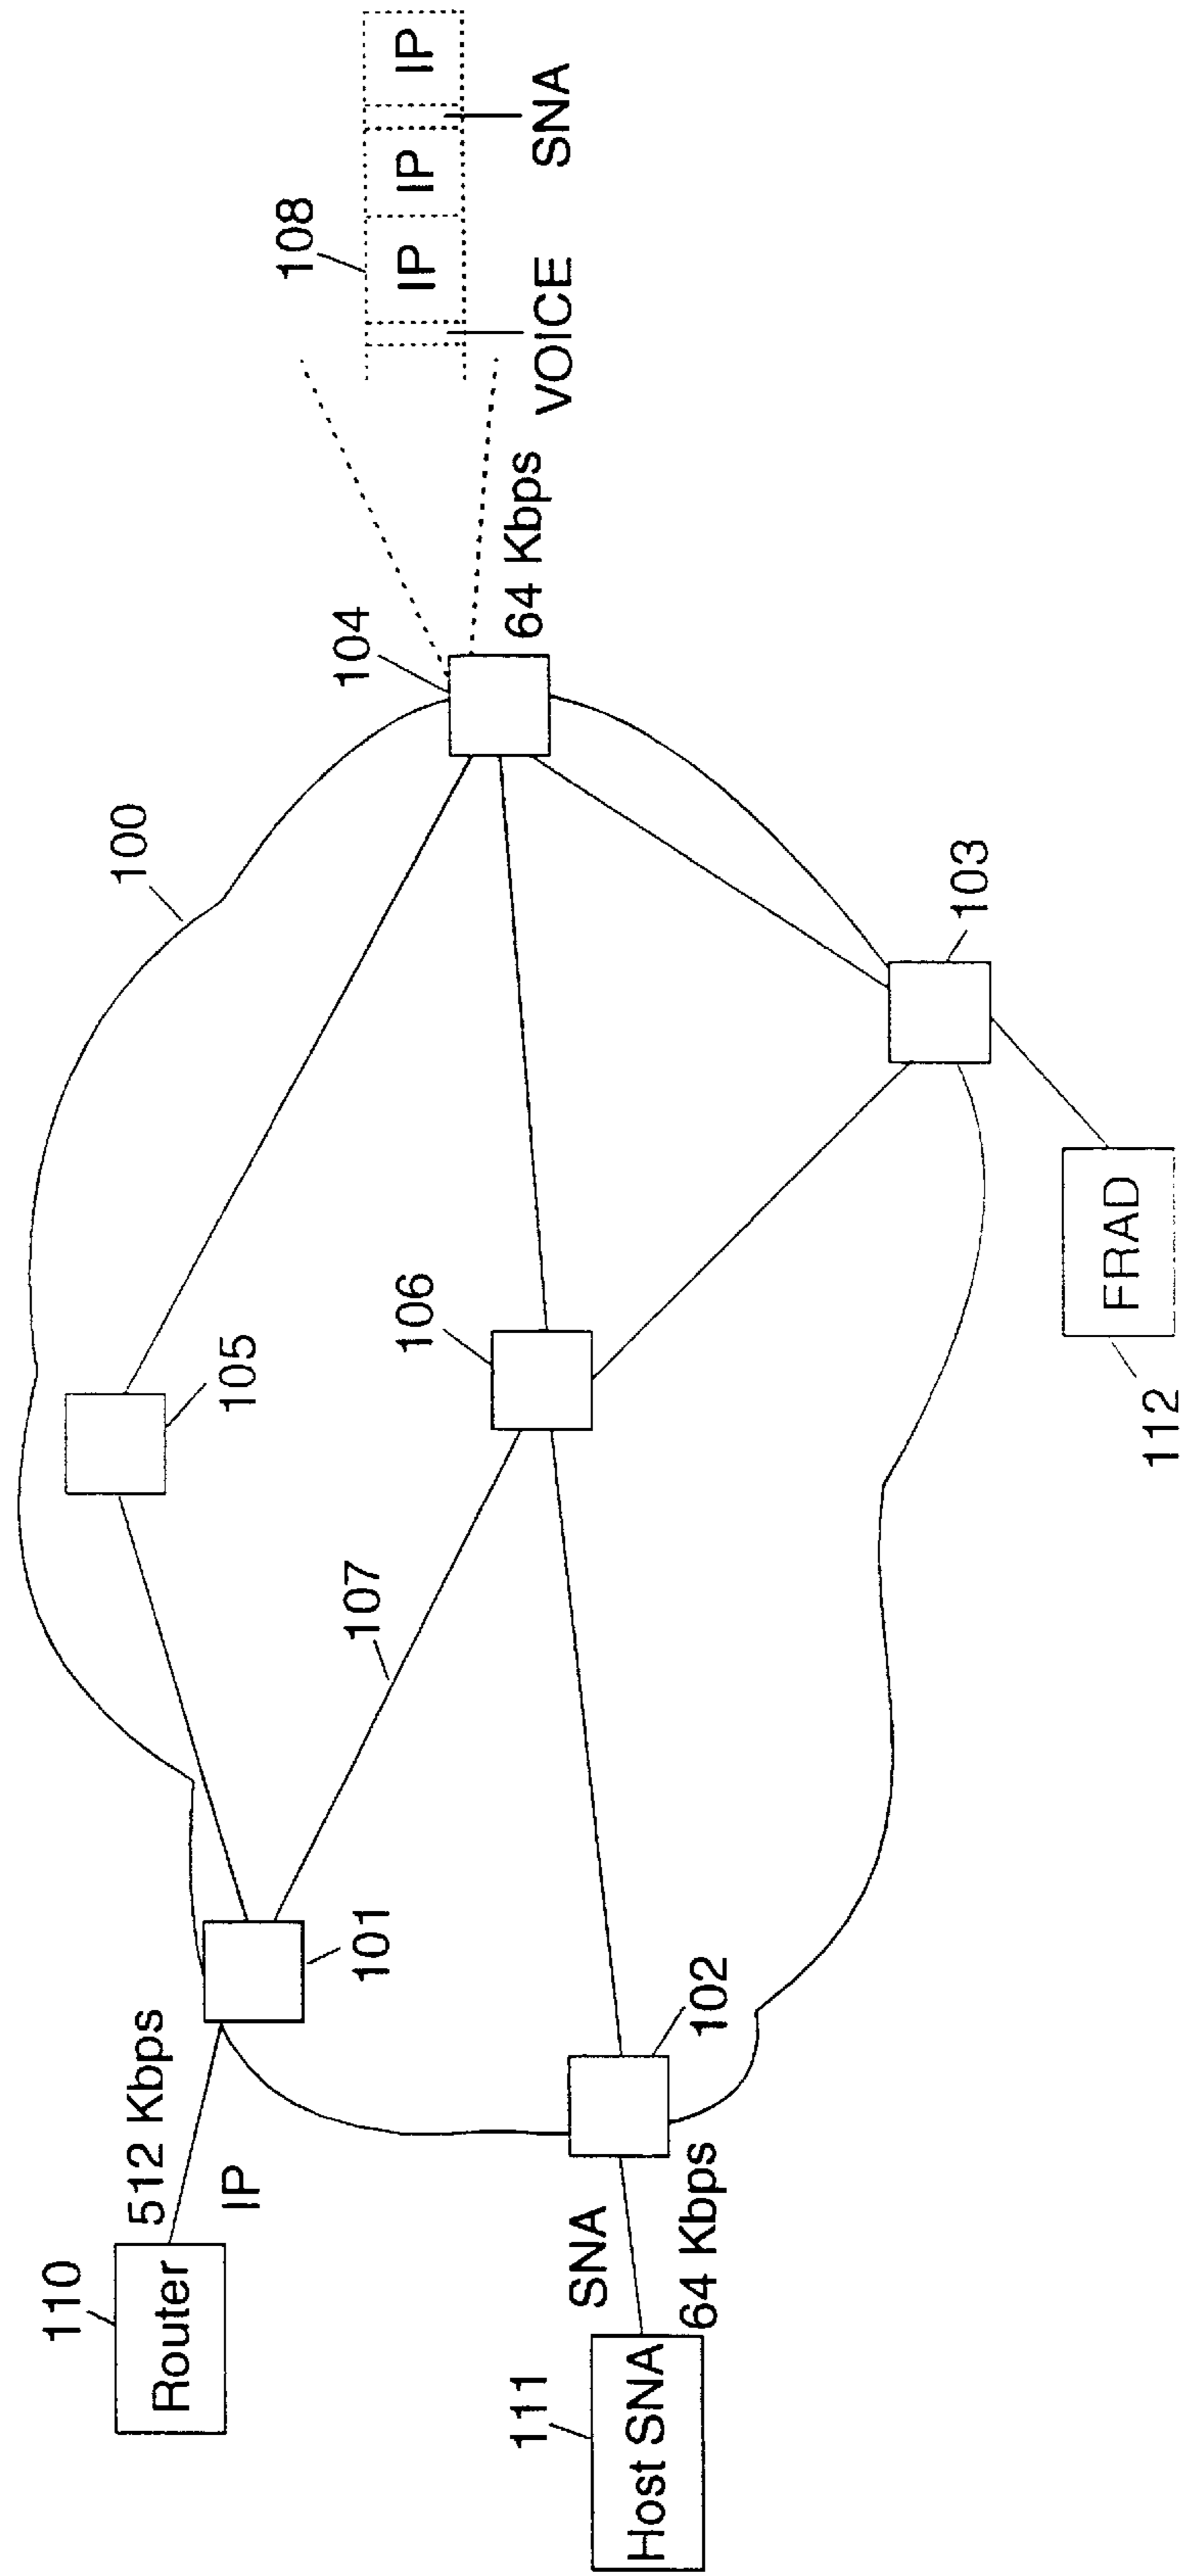 110
Router
512 Kbps
IP
101
111
Host SNA
SNA
64 Kbps
102
107
105
106
100
104
64 Kbps
103
FRAD
112
108
IP
IP
IP
VOICE
SNA